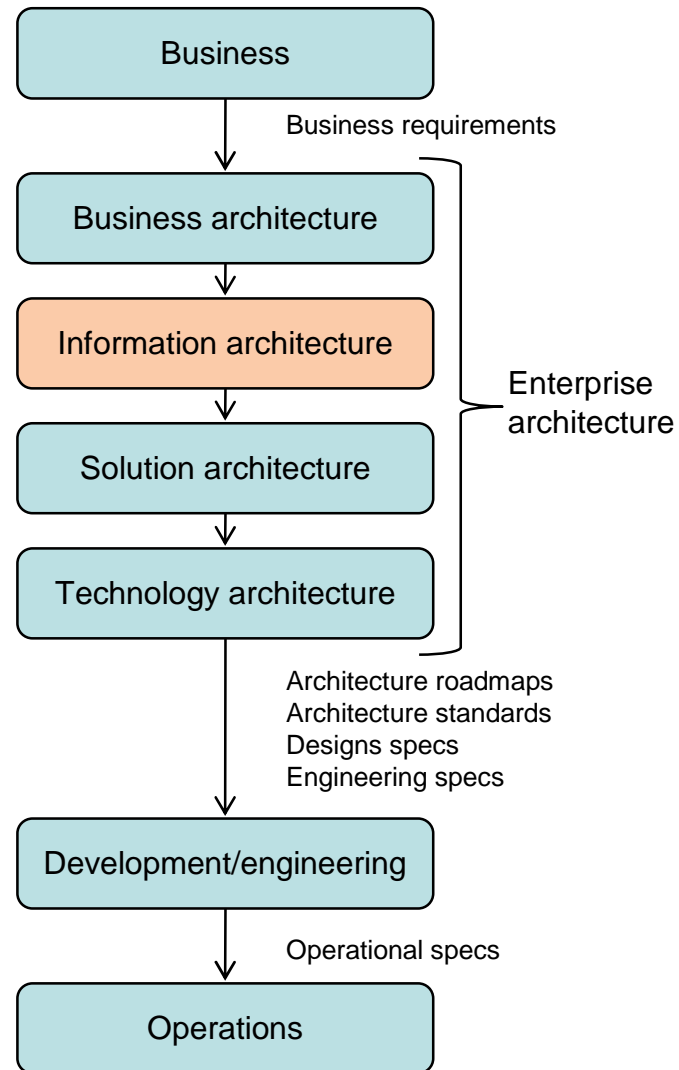 Business
Business requirements
Business architecture
Information architecture
Enterprise
architecture
Solution architecture
Technology architecture
Architecture roadmaps
Architecture standards
Designs specs
Engineering specs
Development/engineering
Operational specs
Operations